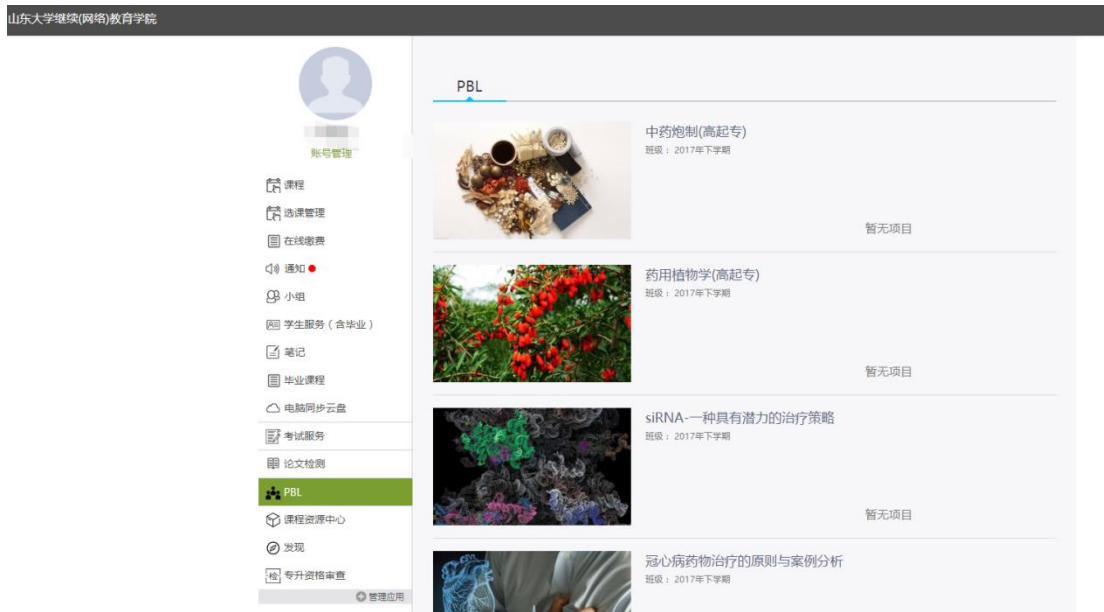 山东大学继续(网络)教育学院
账号管理
课程
选课管理
在线缴费
通知
小组
学生服务（含毕业）
笔记
毕业课程
电脑同步云盘
考试服务
论文检测
PBL
课程资源中心
发现
检 专升资格审查
管理应用
PBL
中药炮制(高起专)
班级：2017年下学期
暂无项目
药用植物学(高起专)
班级：2017年下学期
暂无项目
siRNA-一种具有潜力的治疗策略
班级：2017年下学期
暂无项目
冠心病药物治疗的原则与案例分析
班级：2017年下学期